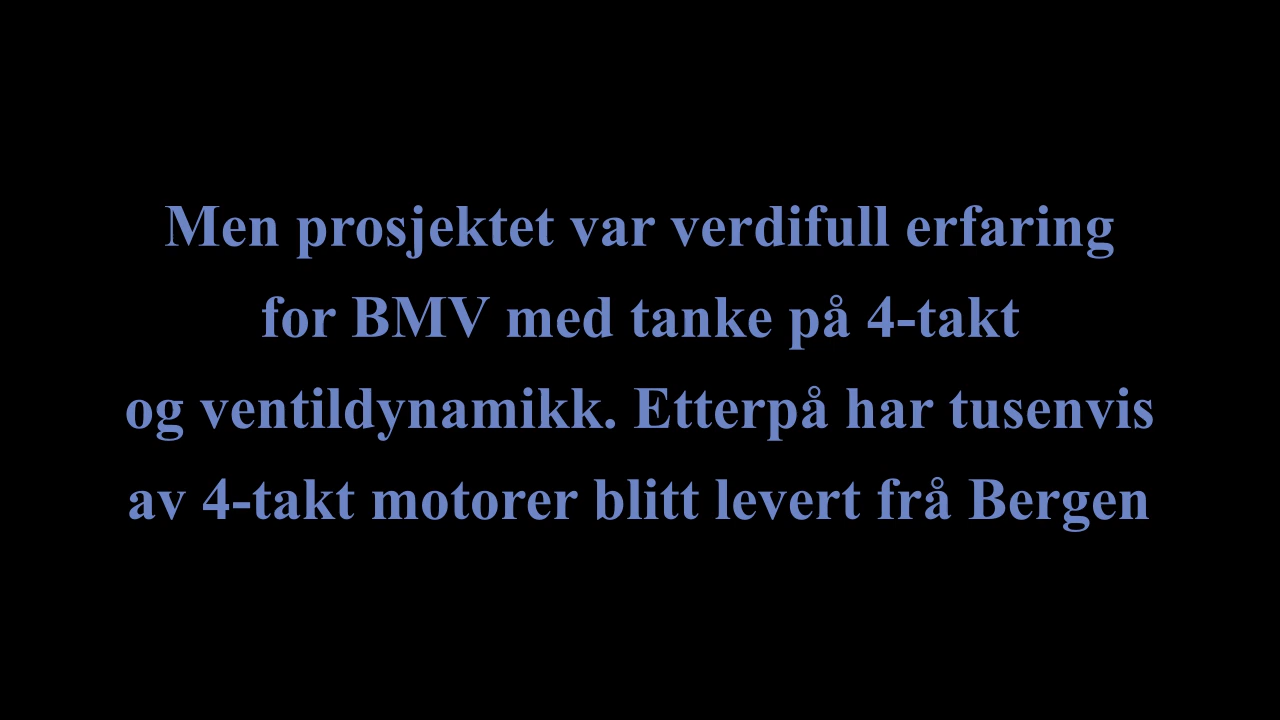 Men prosjektet var verdifull erfaring
for BMV med tanke på 4-takt
og ventildynamikk. Etterpå har tusenvis
av 4-takt motorer blitt levert frå Bergen